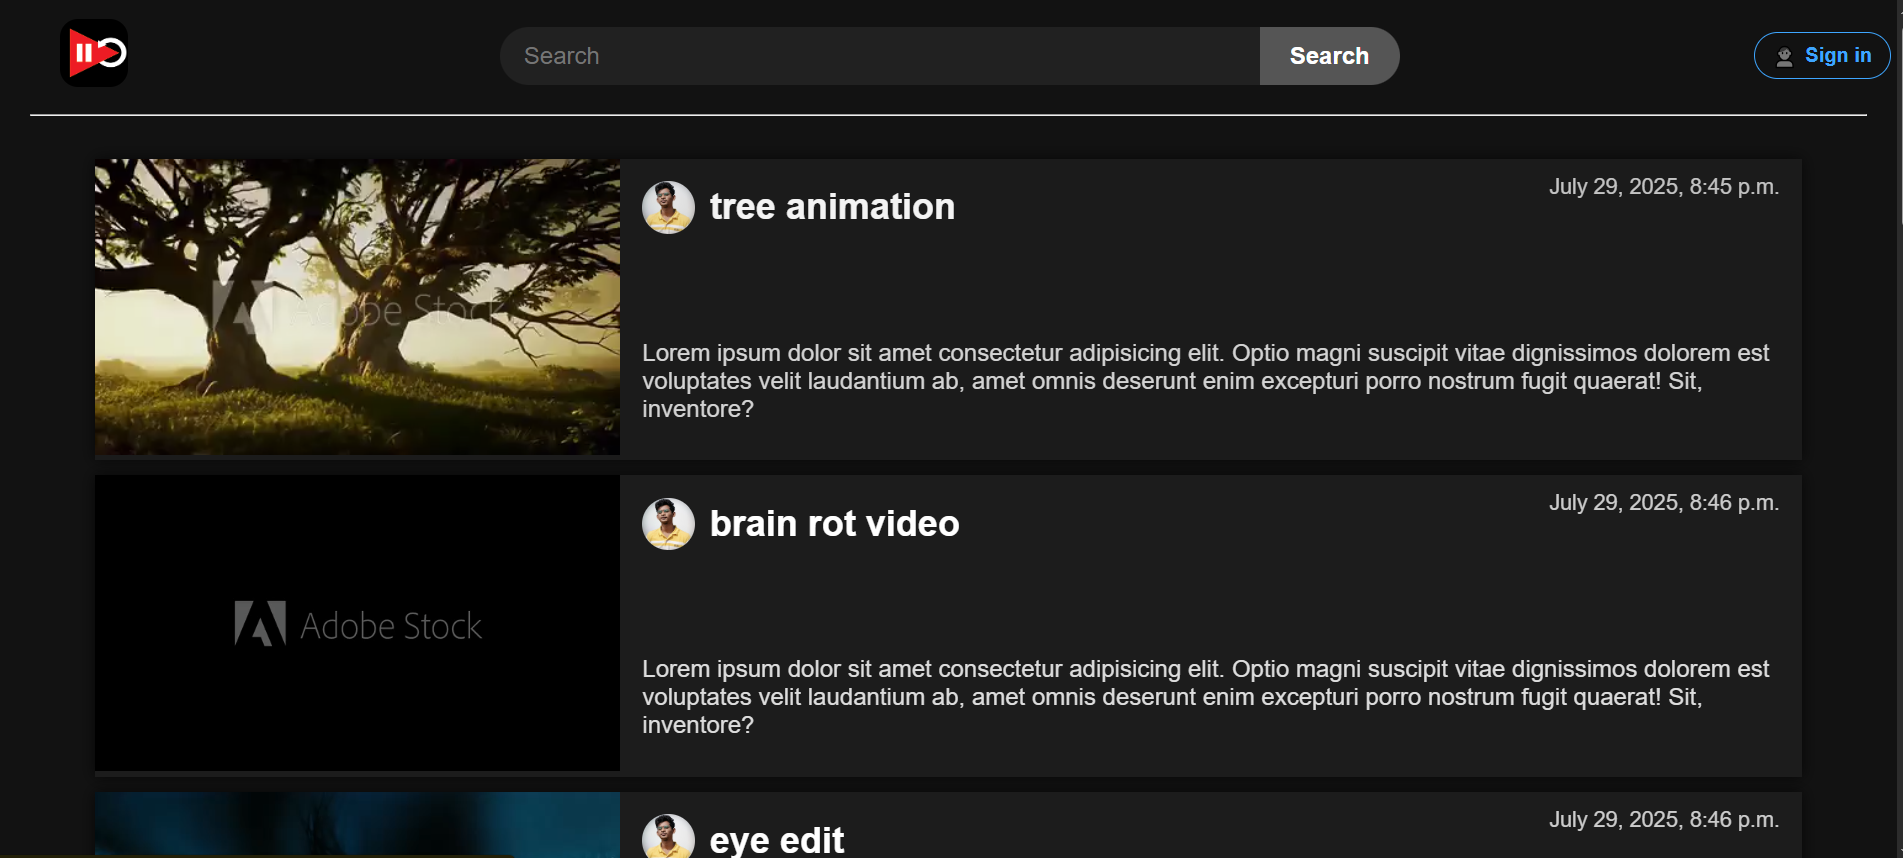 Search
Search
Sign in
tree animation
July 29, 2025, 8:45 p.m.
Adobe Stock
Lorem ipsum dolor sit amet consectetur adipisicing elit. Optio magni suscipit vitae dignissimos dolorem est
voluptates velit laudantium ab, amet omnis deserunt enim excepturi porro nostrum fugit quaerat! Sit,
inventore?
brain rot video
July 29, 2025, 8:46 p.m.
Adobe Stock
Lorem ipsum dolor sit amet consectetur adipisicing elit. Optio magni suscipit vitae dignissimos dolorem est
voluptates velit laudantium ab, amet omnis deserunt enim excepturi porro nostrum fugit quaerat! Sit,
inventore?
eye edit
July 29, 2025, 8:46 p.m.